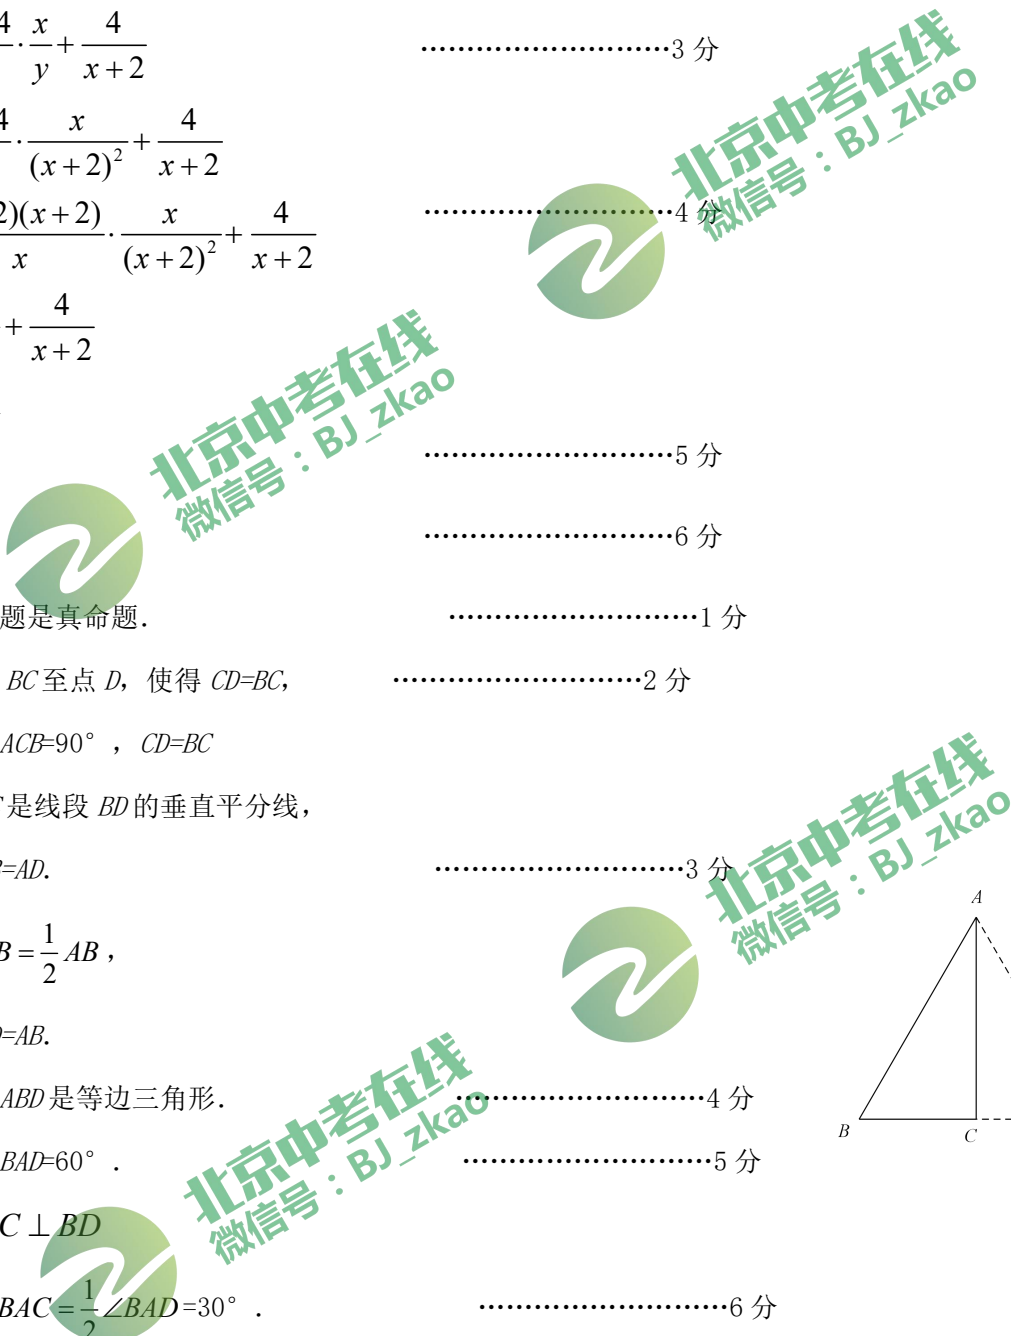 4/ · x/y + 4/(x+2) ⋯⋯⋯⋯⋯⋯⋯⋯⋯3 分
4/ · x/(x+2)² + 4/(x+2)
2)(x+2)/x · x/(x+2)² + 4/(x+2) ⋯⋯⋯⋯⋯⋯⋯⋯⋯4 分
+ 4/(x+2)
⋯⋯⋯⋯⋯⋯⋯⋯⋯5 分
⋯⋯⋯⋯⋯⋯⋯⋯⋯6 分
题是真命题. ⋯⋯⋯⋯⋯⋯⋯⋯⋯1 分
BC 至点 D, 使得 CD=BC, ⋯⋯⋯⋯⋯⋯⋯⋯⋯2 分
ACB=90° , CD=BC
是线段 BD 的垂直平分线,
=AD. ⋯⋯⋯⋯⋯⋯⋯⋯⋯3 分
B = 1/2 AB ,
=AB.
ABD 是等边三角形. ⋯⋯⋯⋯⋯⋯⋯⋯⋯4 分
BAD=60° . ⋯⋯⋯⋯⋯⋯⋯⋯⋯5 分
C ⊥ BD
BAC = 1/2 ∠BAD =30° . ⋯⋯⋯⋯⋯⋯⋯⋯⋯6 分
A
B
C
北京中考在线
微信号：BJ_zkao
北京中考在线
微信号：BJ_zkao
北京中考在线
微信号：BJ_zkao
北京中考在线
微信号：BJ_zkao